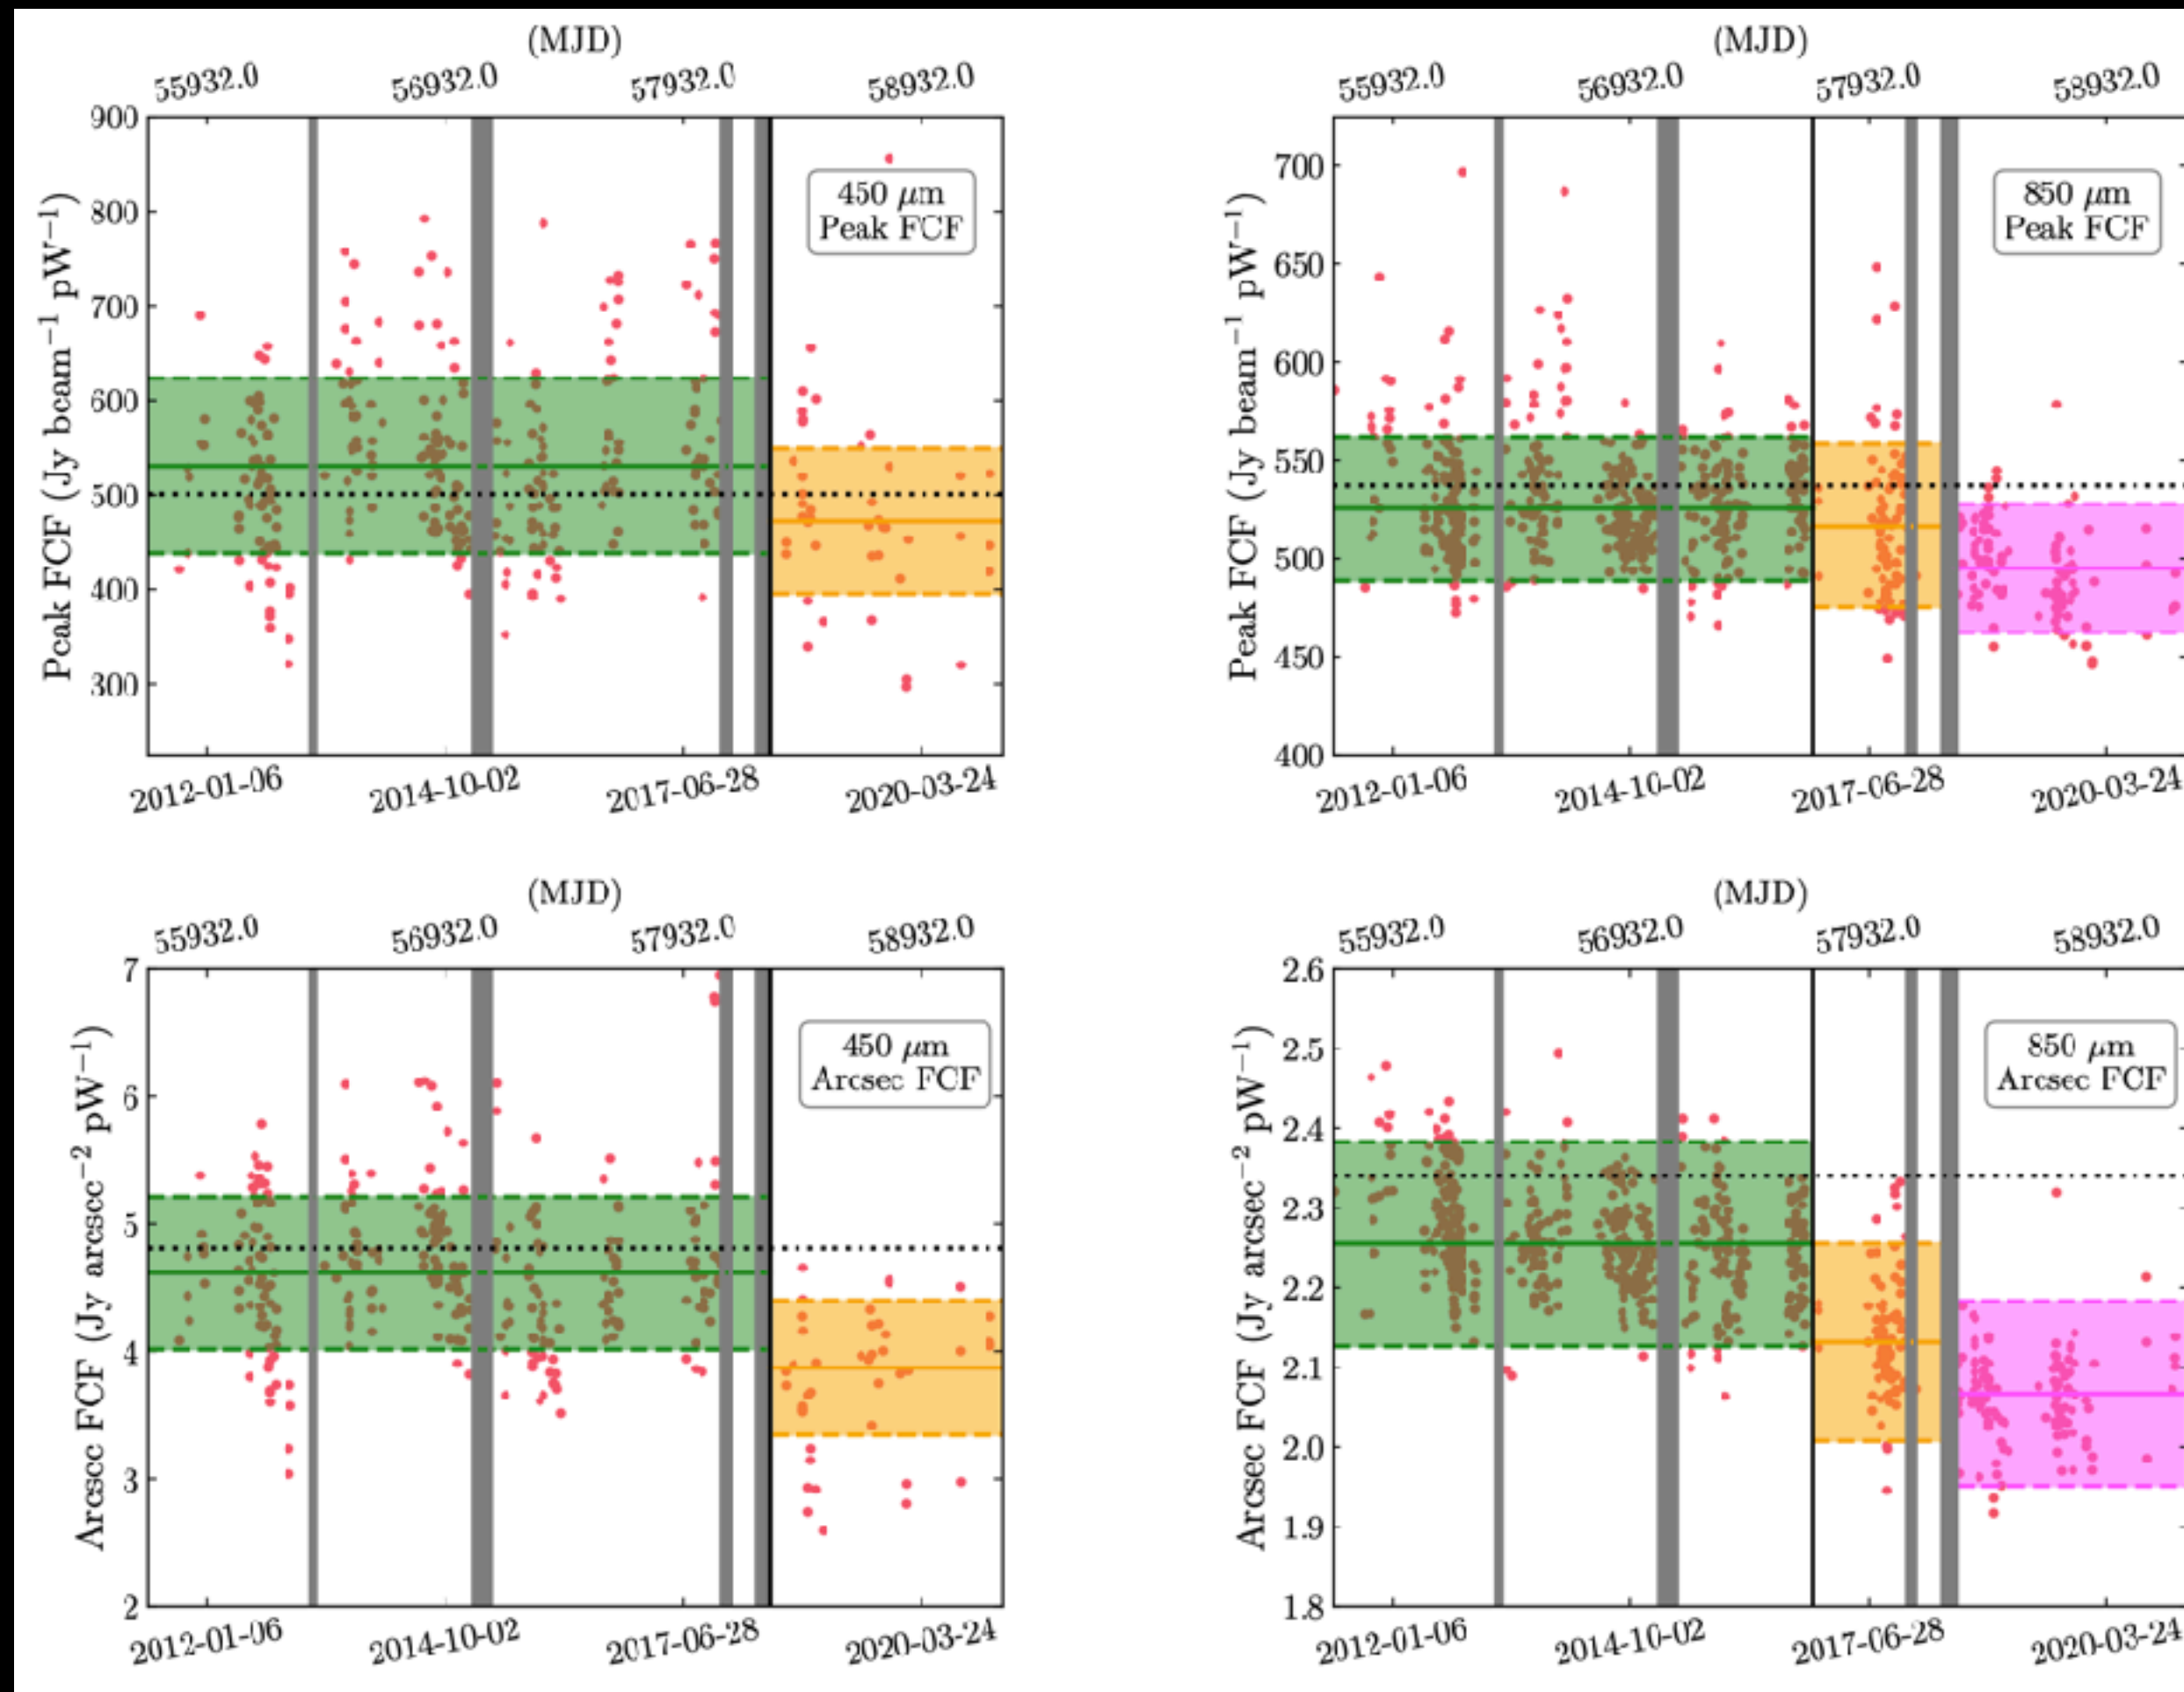 (MJD)
55932.0 56932.0 57932.0 58932.0
900
800
700
600
500
400
300
Peak FCF (Jy beam⁻¹ pW⁻¹)
450 μm
Peak FCF
2012-01-06 2014-10-02 2017-06-28 2020-03-24
(MJD)
55932.0 56932.0 57932.0 58932.0
700
650
600
550
500
450
400
Peak FCF (Jy beam⁻¹ pW⁻¹)
850 μm
Peak FCF
2012-01-06 2014-10-02 2017-06-28 2020-03-24
(MJD)
55932.0 56932.0 57932.0 58932.0
7
6
5
4
3
2
Arcsec FCF (Jy arcsec⁻² pW⁻¹)
450 μm
Arcsec FCF
2012-01-06 2014-10-02 2017-06-28 2020-03-24
(MJD)
55932.0 56932.0 57932.0 58932.0
2.6
2.5
2.4
2.3
2.2
2.1
2.0
1.9
1.8
Arcsec FCF (Jy arcsec⁻² pW⁻¹)
850 μm
Arcsec FCF
2012-01-06 2014-10-02 2017-06-28 2020-03-24